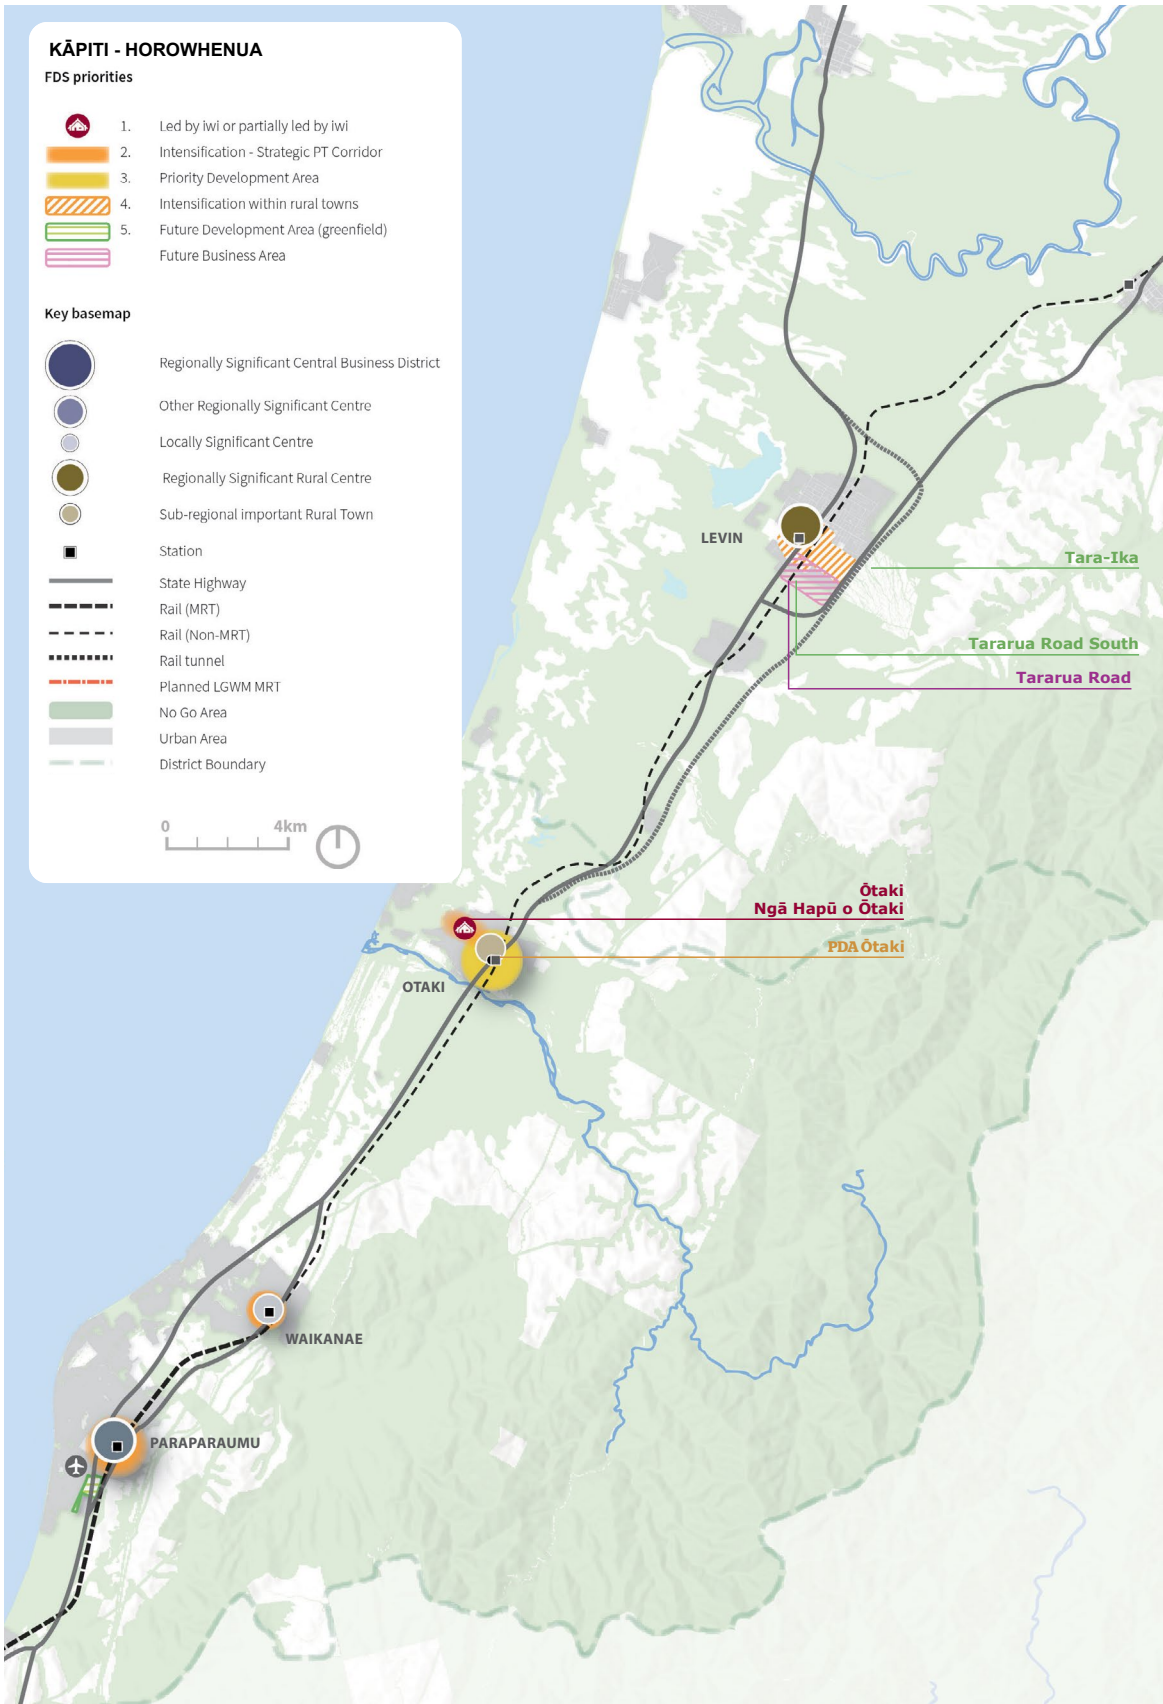 KĀPITI - HOROWHENUA
FDS priorities
1. Led by iwi or partially led by iwi
2. Intensification - Strategic PT Corridor
3. Priority Development Area
4. Intensification within rural towns
5. Future Development Area (greenfield)
Future Business Area
Key basemap
Regionally Significant Central Business District
Other Regionally Significant Centre
Locally Significant Centre
Regionally Significant Rural Centre
Sub-regional important Rural Town
Station
State Highway
Rail (MRT)
Rail (Non-MRT)
Rail tunnel
Planned LGWM MRT
No Go Area
Urban Area
District Boundary
0 4km
LEVIN
Tara-Ika
Tararua Road South
Tararua Road
Ōtaki
Ngā Hapū o Ōtaki
PDA Ōtaki
OTAKI
WAIKANAE
PARAPARAUMU